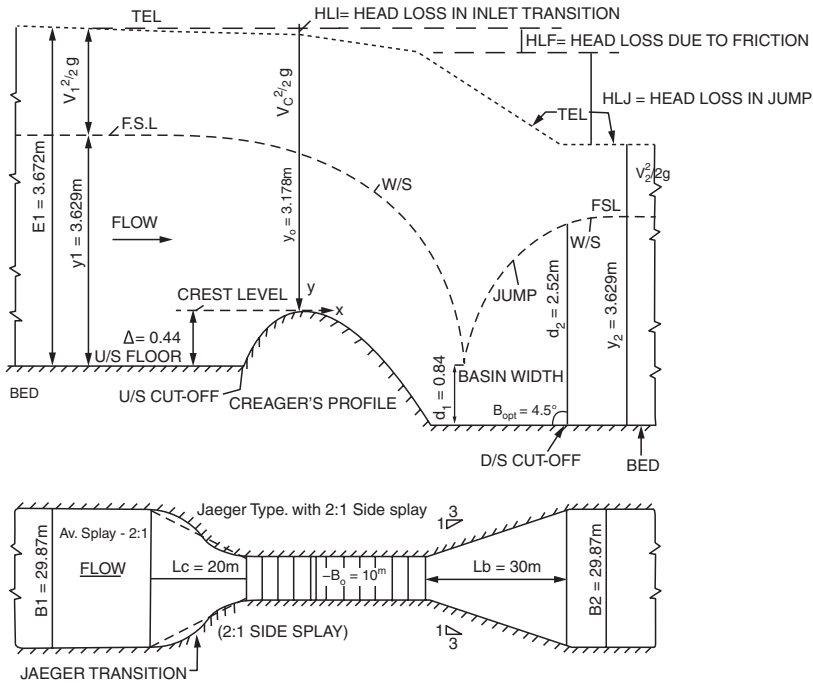 TEL
HLI= HEAD LOSS IN INLET TRANSITION
HLF= HEAD LOSS DUE TO FRICTION
HLJ = HEAD LOSS IN JUMP
TEL
V₁²/2 g
V_C²/2 g
V₂²/2g
F.S.L
W/S
FSL
W/S
E1 = 3.672m
y1 = 3.629m
y₀ = 3.178m
FLOW
JUMP
d₂ = 2.52m
y₂ = 3.629m
CREST LEVEL
y
x
Δ= 0.44
U/S FLOOR
BED
U/S CUT-OFF
CREAGER'S PROFILE
d₁ = 0.84
BASIN WIDTH
B_opt = 4.5°
D/S CUT-OFF
BED
Jaeger Type. with 2:1 Side splay
1
3
B1 = 29.87m
Av. Splay - 2:1
FLOW
Lc = 20m
–B₀ = 10ᵐ
Lb = 30m
B2 = 29.87m
(2:1 SIDE SPLAY)
1
3
JAEGER TRANSITION